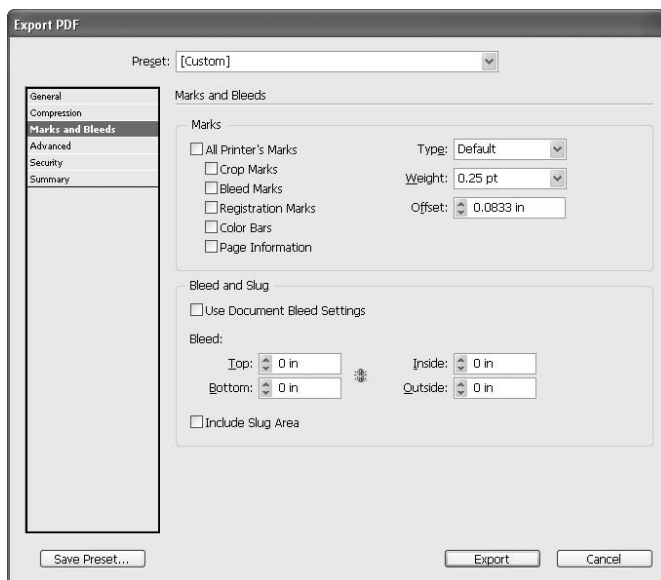 Export PDF
Preset: [Custom]
General
Compression
Marks and Bleeds
Advanced
Security
Summary
Marks and Bleeds
Marks
All Printer's Marks
Crop Marks
Bleed Marks
Registration Marks
Color Bars
Page Information
Type: Default
Weight: 0.25 pt
Offset: 0.0833 in
Bleed and Slug
Use Document Bleed Settings
Bleed:
Top: 0 in Inside: 0 in
Bottom: 0 in Outside: 0 in
Include Slug Area
Save Preset... Export Cancel